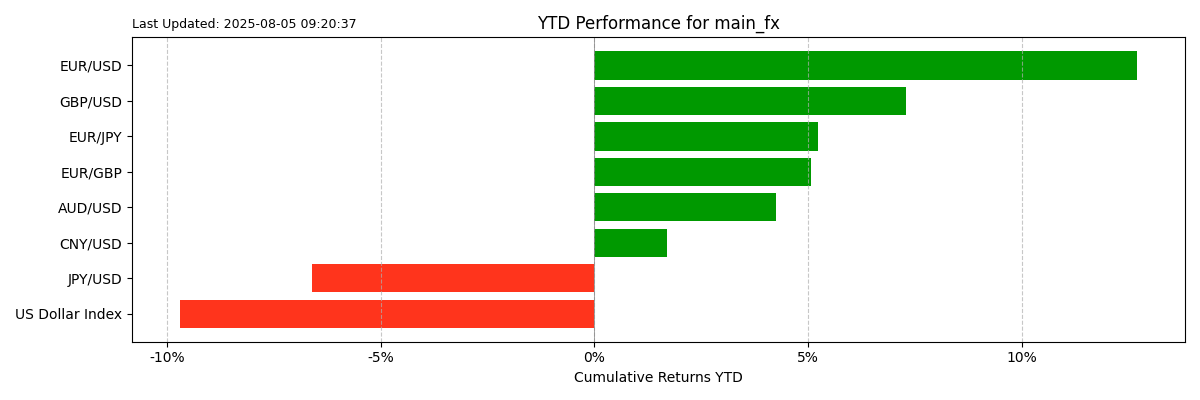 Last Updated: 2025-08-05 09:20:37
YTD Performance for main_fx
EUR/USD
GBP/USD
EUR/JPY
EUR/GBP
AUD/USD
CNY/USD
JPY/USD
US Dollar Index
-10%
-5%
0%
5%
10%
Cumulative Returns YTD